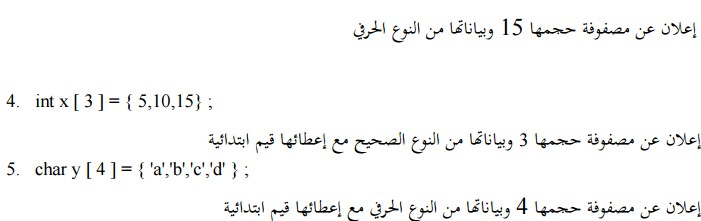 إعلان عن مصفوفة حجمها 15 وبياناتها من النوع الحرفي
4. int x [ 3 ] = { 5,10,15} ;
إعلان عن مصفوفة حجمها 3 وبياناتها من النوع الصحيح مع إعطائها قيم ابتدائية
5. char y [ 4 ] = { 'a','b','c','d' } ;
إعلان عن مصفوفة حجمها 4 وبياناتها من النوع الحرفي مع إعطائها قيم ابتدائية